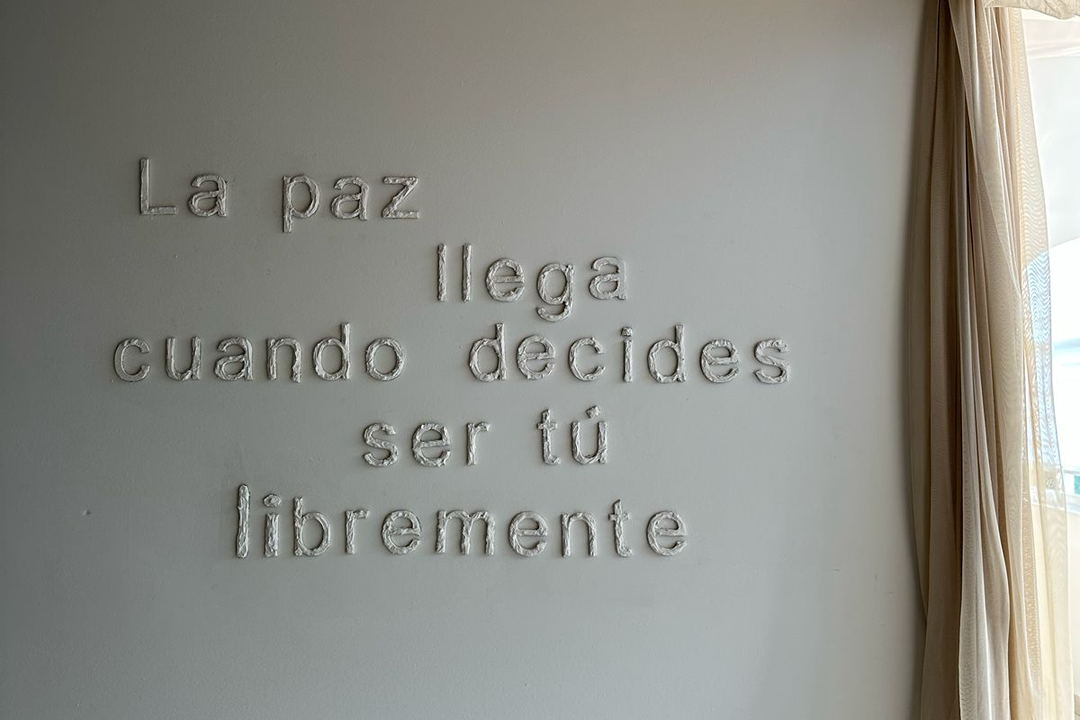 La paz
llega
cuando decides
ser tú
libremente